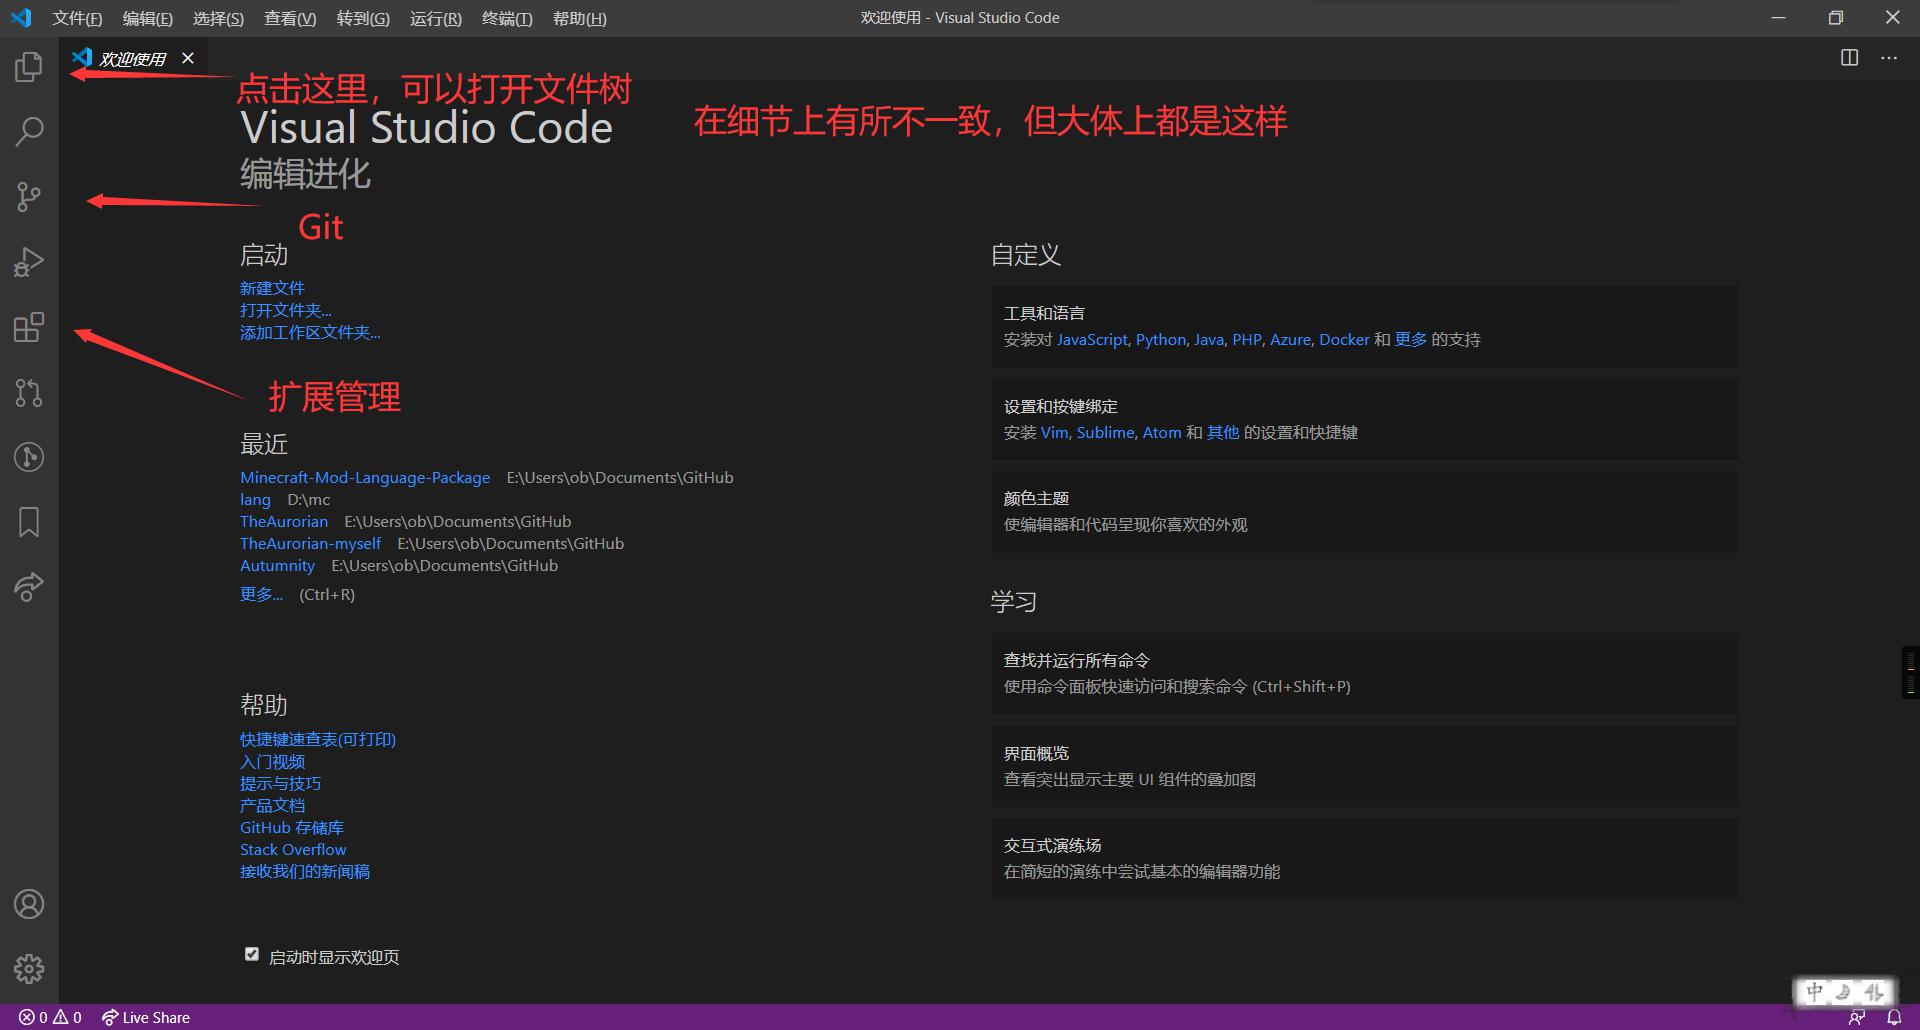 文件(F) 编辑(E) 选择(S) 查看(V) 转到(G) 运行(R) 终端(T) 帮助(H)
欢迎使用 - Visual Studio Code
欢迎使用
点击这里，可以打开文件树
在细节上有所不一致，但大体上都是这样
Visual Studio Code
编辑进化
Git
启动
新建文件
打开文件夹...
添加工作区文件夹...
扩展管理
最近
Minecraft-Mod-Language-Package E:\Users\ob\Documents\GitHub
lang D:\mc
TheAurorian E:\Users\ob\Documents\GitHub
TheAurorian-myself E:\Users\ob\Documents\GitHub
Autumnity E:\Users\ob\Documents\GitHub
更多... (Ctrl+R)
帮助
快捷键速查表(可打印)
入门视频
提示与技巧
产品文档
GitHub 存储库
Stack Overflow
接收我们的新闻稿
启动时显示欢迎页
自定义
工具和语言
安装对 JavaScript, Python, Java, PHP, Azure, Docker 和 更多 的支持
设置和按键绑定
安装 Vim, Sublime, Atom 和 其他 的设置和快捷键
颜色主题
使编辑器和代码呈现你喜欢的外观
学习
查找并运行所有命令
使用命令面板快速访问和搜索命令 (Ctrl+Shift+P)
界面概览
查看突出显示主要 UI 组件的叠加图
交互式演练场
在简短的演练中尝试基本的编辑器功能
中
0 0 Live Share